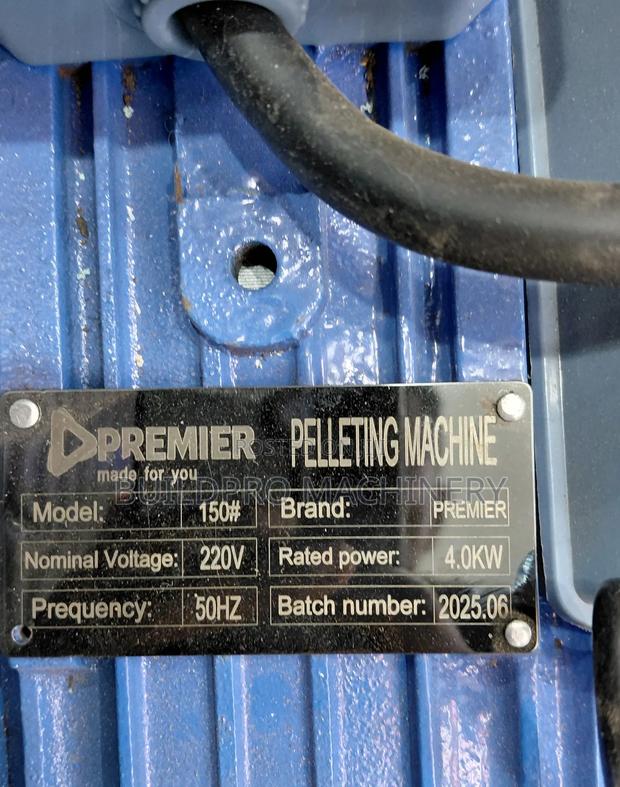 PREMIER
made for you
PELLETING MACHINE
BUILDPRO MACHINERY
Model: 150# Brand: PREMIER
Nominal Voltage: 220V Rated power: 4.0KW
Prequency: 50HZ Batch number: 2025.06